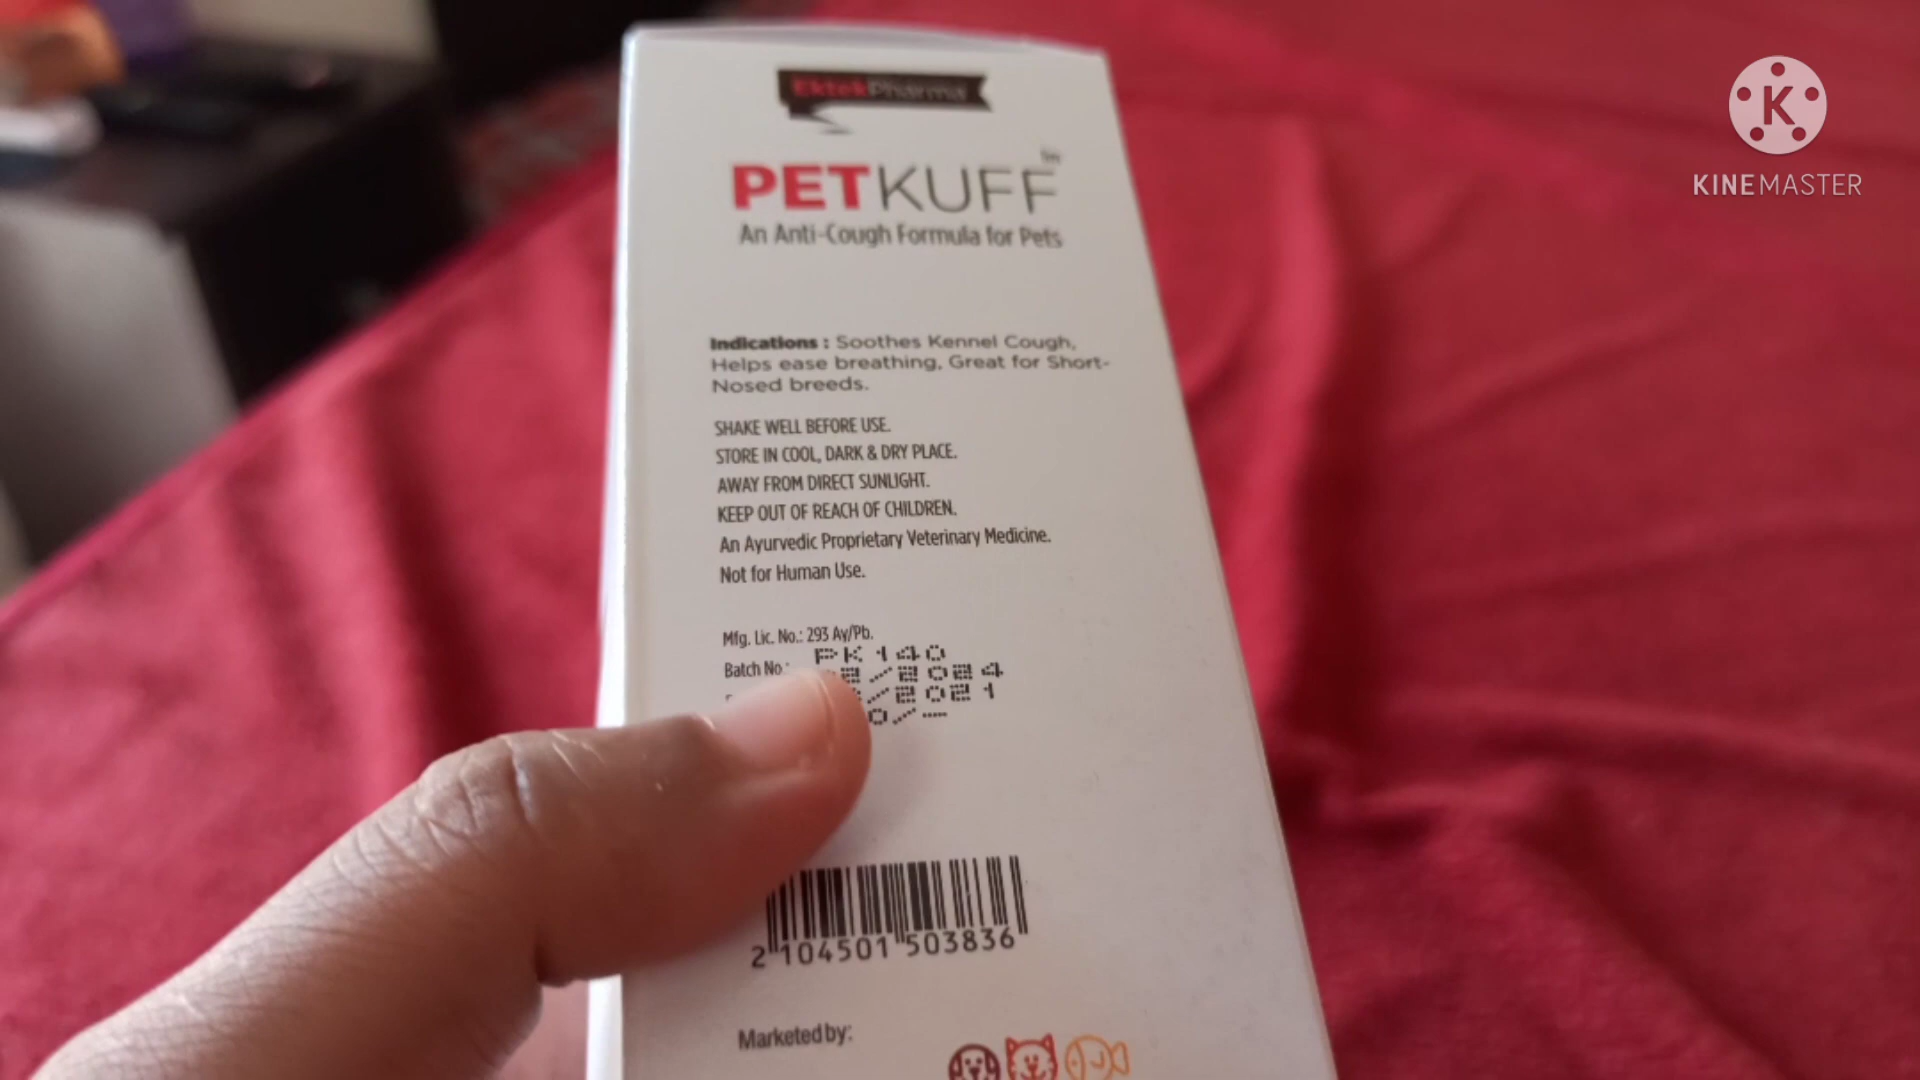 EktekPharma
PETKUFF
TM
An Anti-Cough Formula for Pets
Indications : Soothes Kennel Cough,
Helps ease breathing, Great for Short-
Nosed breeds.
SHAKE WELL BEFORE USE.
STORE IN COOL, DARK & DRY PLACE.
AWAY FROM DIRECT SUNLIGHT.
KEEP OUT OF REACH OF CHILDREN.
An Ayurvedic Proprietary Veterinary Medicine.
Not for Human Use.
Mfg. Lic. No.: 293 Ay/Pb.
Batch No.: PK140
/2024
/2021
0/-
2 104501 503836
Marketed by:
K
KINEMASTER